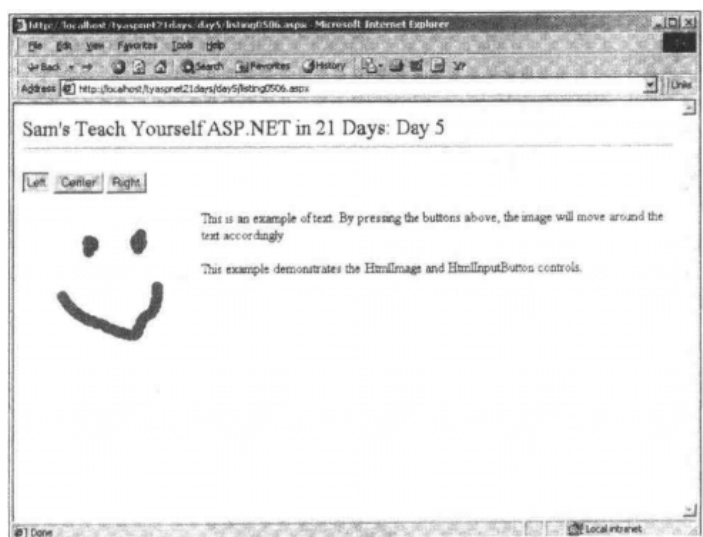 http://localhost/tyaspnet21days/day5/listing0506.aspx - Microsoft Internet Explorer
File Edit View Favorites Tools Help
Back Search Favorites History
Address http://localhost/tyaspnet21days/day5/listing0506.aspx Links
Sam's Teach Yourself ASP.NET in 21 Days: Day 5
Left Center Right
This is an example of text. By pressing the buttons above, the image will move around the
text accordingly
This example demonstrates the HtmlImage and HtmlInputButton controls.
Done Local intranet